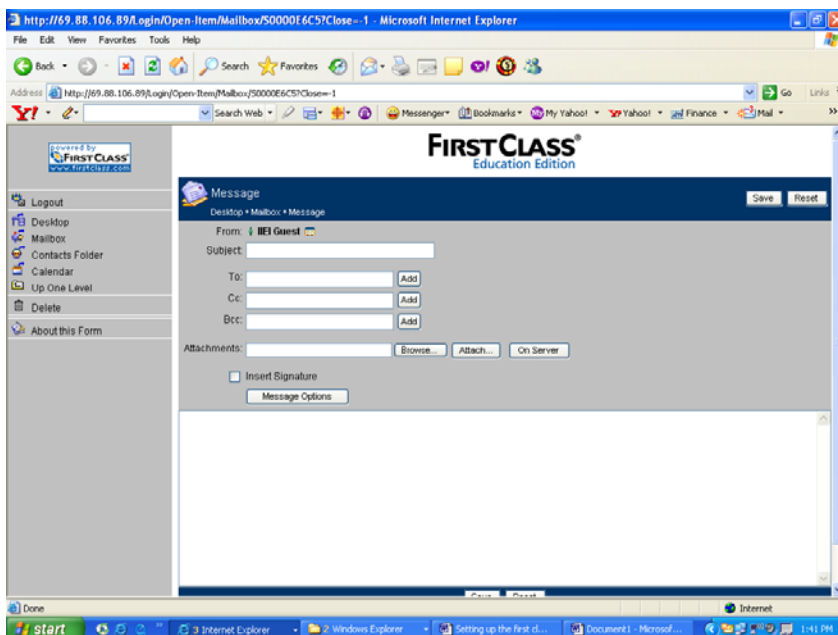 http://69.88.106.89/Login/Open-Item/Mailbox/S0000E6C5?Close=-1 - Microsoft Internet Explorer
File Edit View Favorites Tools Help
Back Search Favorites
Address http://69.88.106.89/Login/Open-Item/Mailbox/S0000E6C5?Close=-1 Go Links
Y! Search Web Messenger Bookmarks My Yahoo! Yahoo! Finance Mail »
powered by
FIRSTCLASS
www.firstclass.com
FIRSTCLASS®
Education Edition
Logout
Desktop
Mailbox
Contacts Folder
Calendar
Up One Level
Delete
About this Form
Message Save Reset
Desktop • Mailbox • Message
From: IIEI Guest
Subject:
To: Add
Cc: Add
Bcc: Add
Attachments: Browse... Attach... On Server
Insert Signature
Message Options
Done Internet
start 3 Internet Explorer 2 Windows Explorer Setting up the first cl... Document1 - Microsof... 1:41 PM